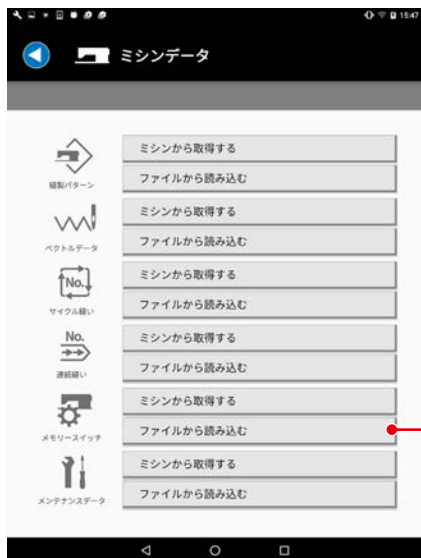 15:47
ミシンデータ
ミシンから取得する
縫製パターン
ファイルから読み込む
ミシンから取得する
ベクトルデータ
ファイルから読み込む
No.
ミシンから取得する
サイクル縫い
ファイルから読み込む
No.
ミシンから取得する
連続縫い
ファイルから読み込む
ミシンから取得する
メモリースイッチ
ファイルから読み込む
ミシンから取得する
メンテナンスデータ
ファイルから読み込む